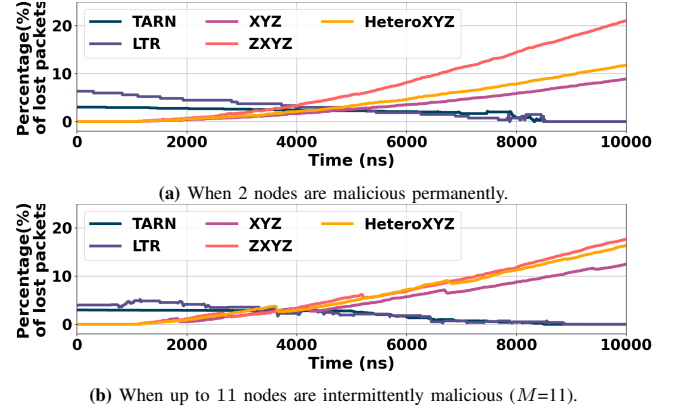 Percentage(%)
of lost packets
20
10
0
TARN XYZ HeteroXYZ
LTR ZXYZ
0 2000 4000 6000 8000 10000
Time (ns)
(a) When 2 nodes are malicious permanently.
Percentage(%)
of lost packets
20
10
0
TARN XYZ HeteroXYZ
LTR ZXYZ
0 2000 4000 6000 8000 10000
Time (ns)
(b) When up to 11 nodes are intermittently malicious (M=11).